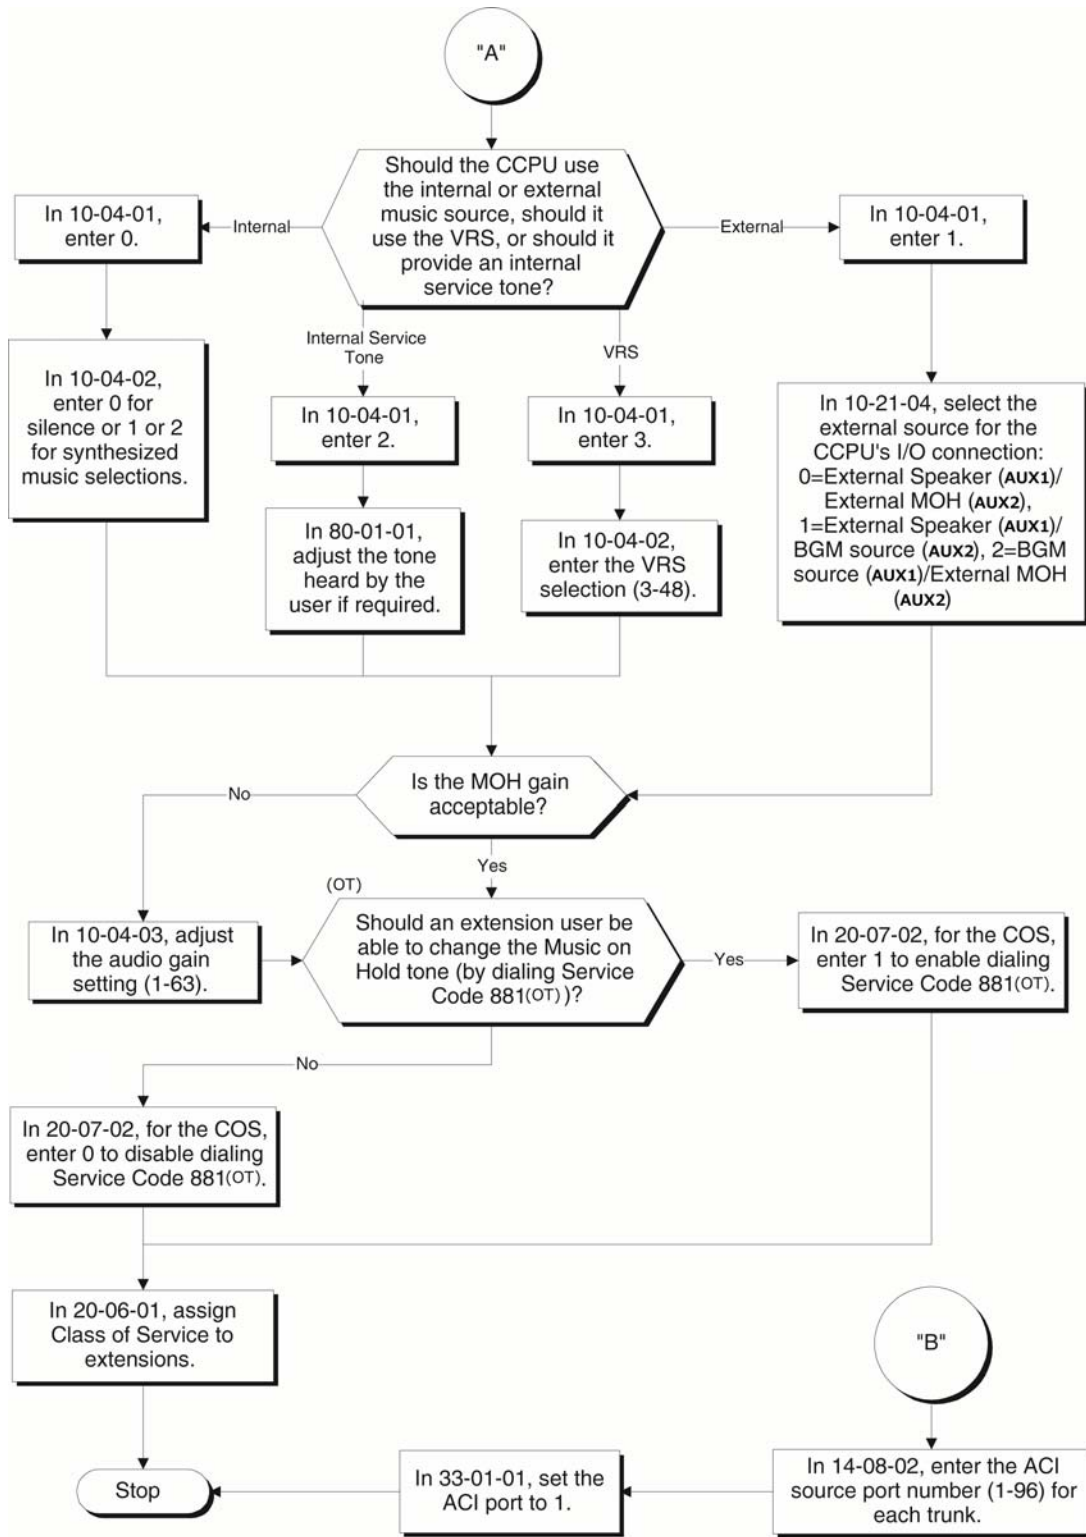 "A"
Should the CCPU use
the internal or external
music source, should it
use the VRS, or should it
provide an internal
service tone?
Internal
External
In 10-04-01,
enter 0.
In 10-04-01,
enter 1.
Internal Service
Tone
VRS
In 10-04-02,
enter 0 for
silence or 1 or 2
for synthesized
music selections.
In 10-04-01,
enter 2.
In 10-04-01,
enter 3.
In 10-21-04, select the
external source for the
CCPU's I/O connection:
0=External Speaker (AUX1)/
External MOH (AUX2),
1=External Speaker (AUX1)/
BGM source (AUX2), 2=BGM
source (AUX1)/External MOH
(AUX2)
In 80-01-01,
adjust the tone
heard by the
user if required.
In 10-04-02,
enter the VRS
selection (3-48).
Is the MOH gain
acceptable?
No
Yes
(OT)
In 10-04-03, adjust
the audio gain
setting (1-63).
Should an extension user be
able to change the Music on
Hold tone (by dialing Service
Code 881(OT))?
Yes
In 20-07-02, for the COS,
enter 1 to enable dialing
Service Code 881(OT).
No
In 20-07-02, for the COS,
enter 0 to disable dialing
Service Code 881(OT).
In 20-06-01, assign
Class of Service to
extensions.
"B"
Stop
In 33-01-01, set the
ACI port to 1.
In 14-08-02, enter the ACI
source port number (1-96) for
each trunk.